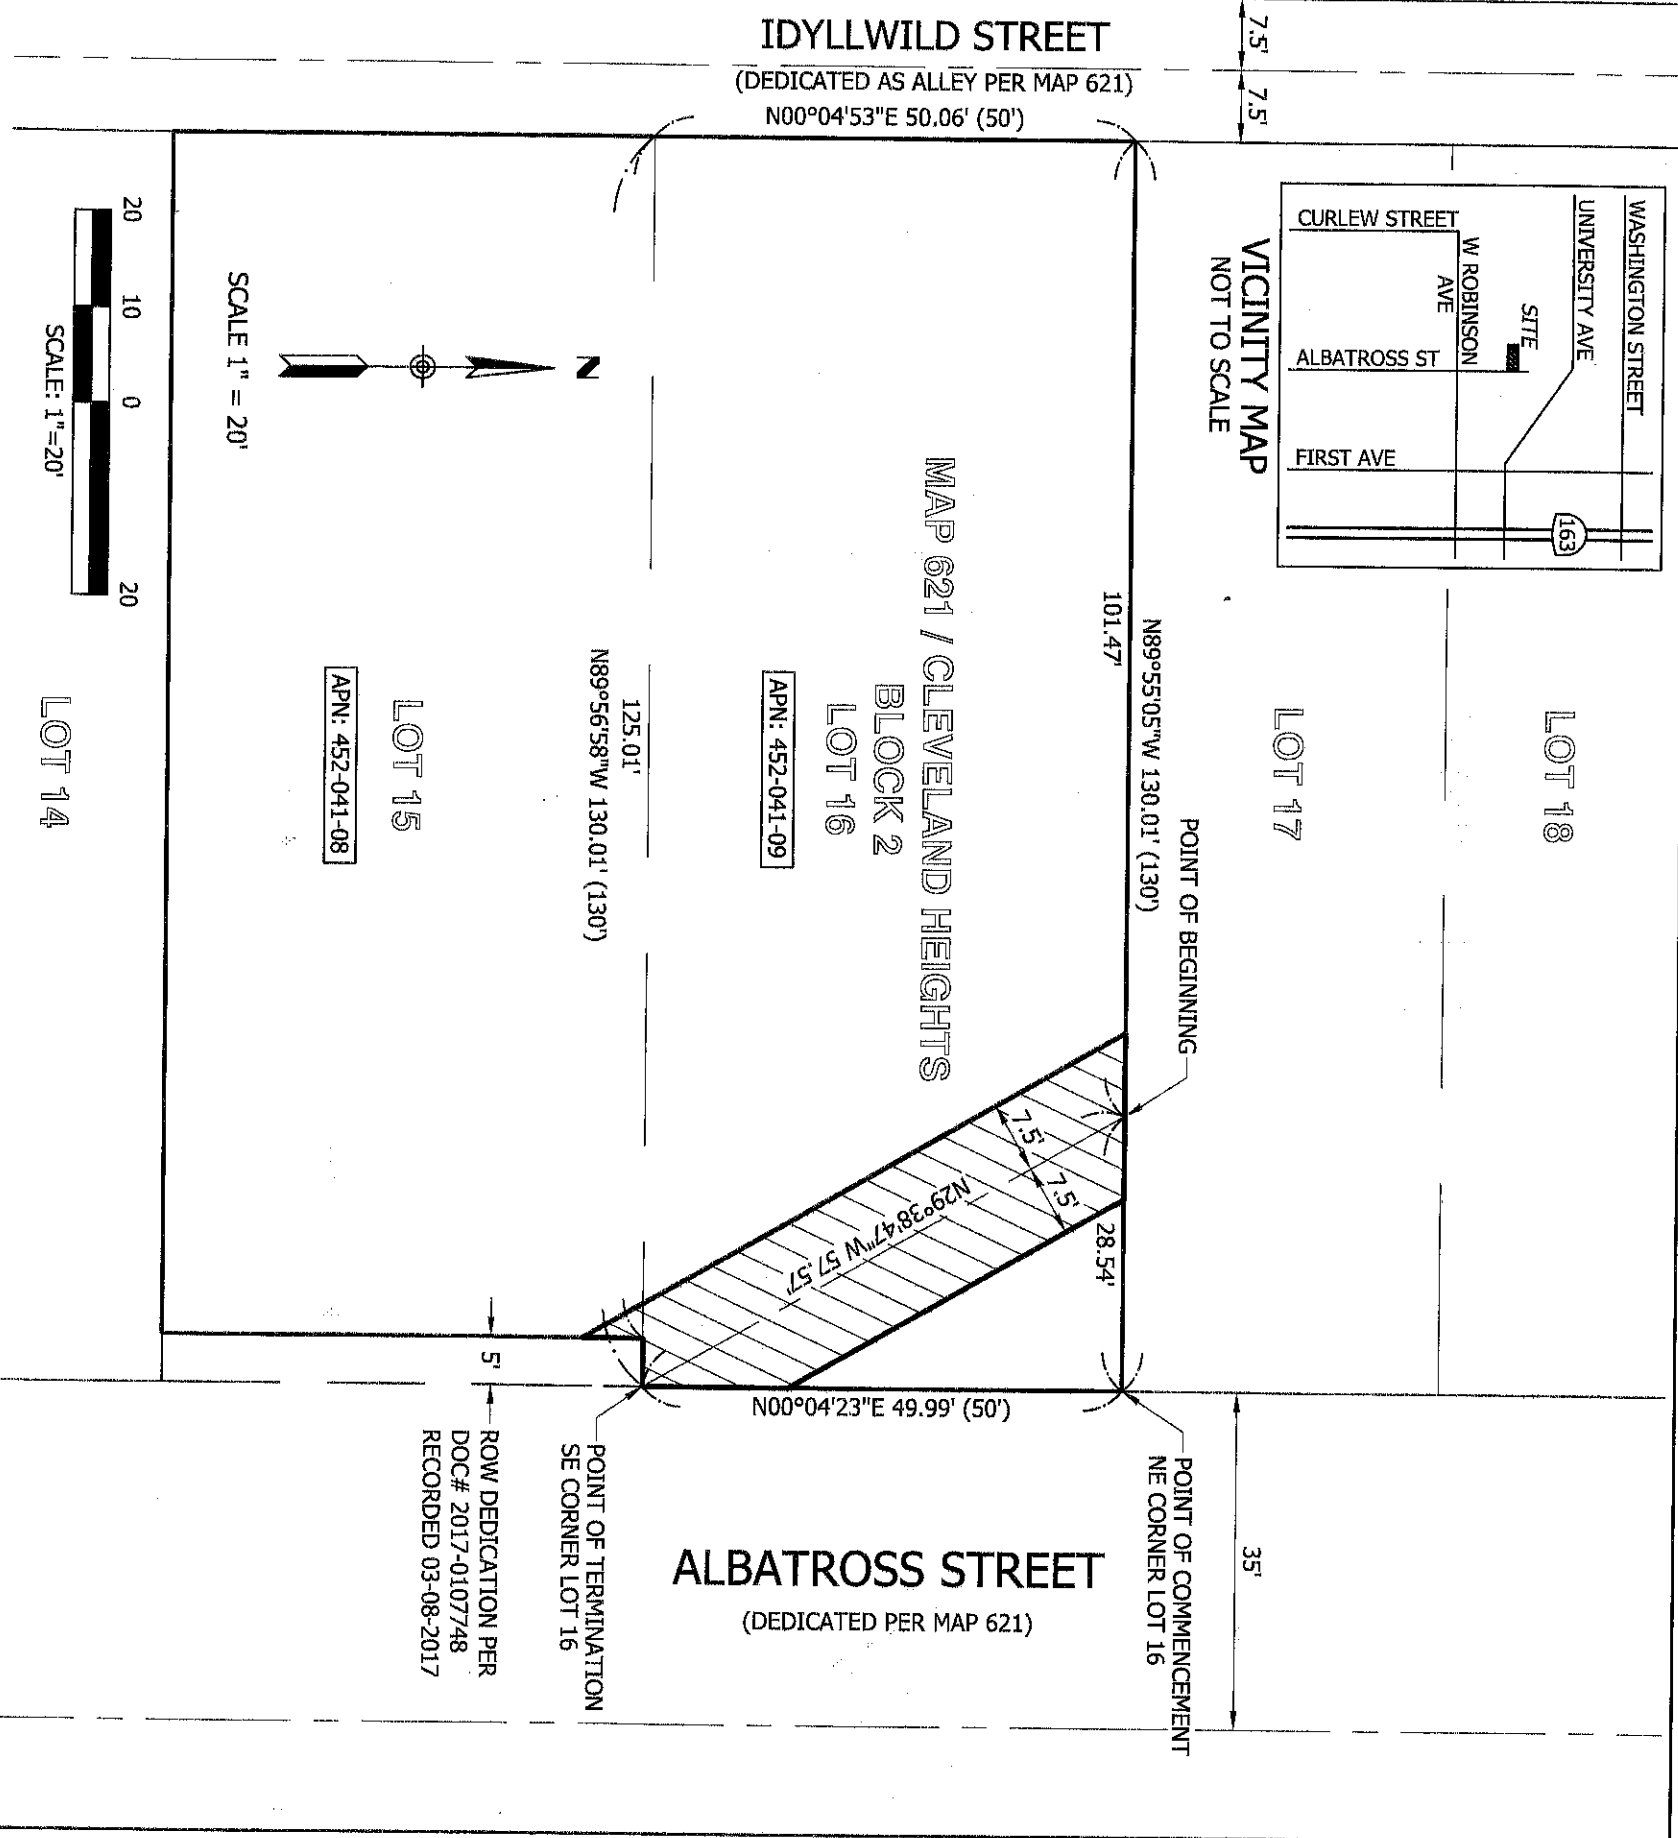 IDYLLWILD STREET
(DEDICATED AS ALLEY PER MAP 621)
N00°04'53"E 50.06' (50')
7.5'
7.5'
WASHINGTON STREET
UNIVERSITY AVE
CURLEW STREET
W ROBINSON
AVE
SITE
ALBATROSS ST
FIRST AVE
163
VICINITY MAP
NOT TO SCALE
LOT 18
LOT 17
N89°55'05"W 130.01' (130')
101.47'
POINT OF BEGINNING
MAP 621 / CLEVELAND HEIGHTS
BLOCK 2
LOT 16
APN: 452-041-09
125.01'
N89°56'58"W 130.01' (130')
N
SCALE 1" = 20'
LOT 15
APN: 452-041-08
20 10 0 20
SCALE: 1"=20'
LOT 14
7.5'
7.5'
N29°38'47"W 57.57'
28.54'
5'
N00°04'23"E 49.99' (50')
POINT OF COMMENCEMENT
NE CORNER LOT 16
35'
POINT OF TERMINATION
SE CORNER LOT 16
ROW DEDICATION PER
DOC# 2017-0107748
RECORDED 03-08-2017
ALBATROSS STREET
(DEDICATED PER MAP 621)